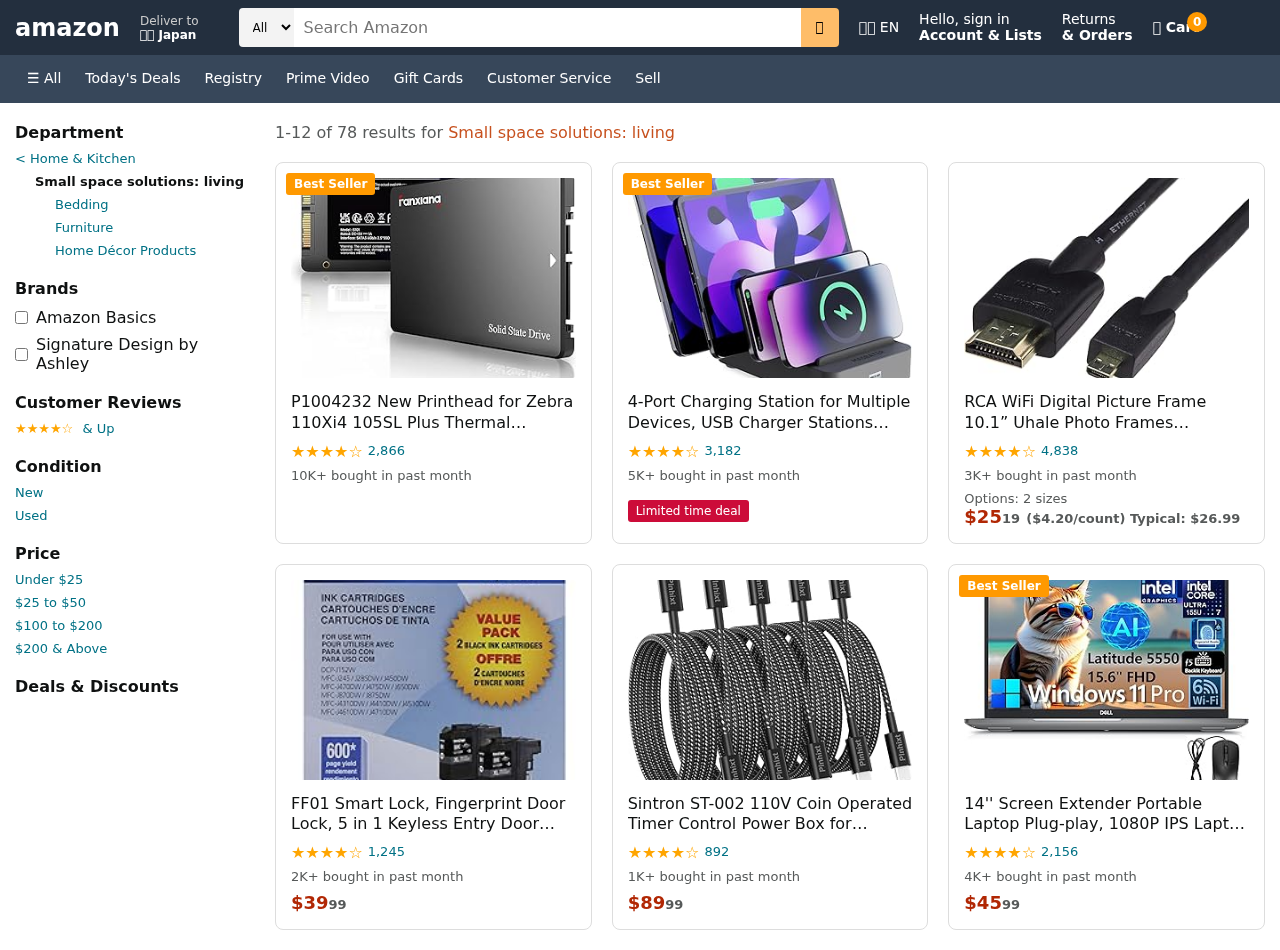 amazon
Deliver to
Japan
All
Search Amazon
EN
Hello, sign in
Account & Lists
Returns
& Orders
0
☰ All
Today's Deals
Registry
Prime Video
Gift Cards
Customer Service
Sell
Department
< Home & Kitchen
Small space solutions: living
Bedding
Furniture
Home Décor Products
Brands
Amazon Basics
Signature Design by
Ashley
Customer Reviews
★★★★☆ & Up
Condition
New
Used
Price
Under $25
$25 to $50
$100 to $200
$200 & Above
Deals & Discounts
1-12 of 78 results for Small space solutions: living
Best Seller
Solid State Drive
P1004232 New Printhead for Zebra
110Xi4 105SL Plus Thermal…
★★★★☆ 2,866
10K+ bought in past month
Best Seller
4-Port Charging Station for Multiple
Devices, USB Charger Stations…
★★★★☆ 3,182
5K+ bought in past month
Limited time deal
ETHERNET
RCA WiFi Digital Picture Frame
10.1” Uhale Photo Frames…
★★★★☆ 4,838
3K+ bought in past month
Options: 2 sizes
$25 19 ($4.20/count) Typical: $26.99
INK CARTRIDGES
CARTOUCHES D'ENCRE
CARTUCHOS DE TINTA
FOR USE WITH
POUR UTILISER AVEC
PARA USO CON
PARA USO COM
VALUE
PACK
2 BLACK INK CARTRIDGES
OFFRE
2 CARTOUCHES
D'ENCRE NOIRE
600*
page yield
rendement
FF01 Smart Lock, Fingerprint Door
Lock, 5 in 1 Keyless Entry Door…
★★★★☆ 1,245
2K+ bought in past month
$39 99
Sintron ST-002 110V Coin Operated
Timer Control Power Box for…
★★★★☆ 892
1K+ bought in past month
$89 99
Best Seller
intel
GRAPHICS
intel
CORE
ULTRA 7
155U
AI
Latitude 5550
15.6" FHD
Windows 11 Pro
Backlit Keyboard
6
Wi-Fi
DELL
14'' Screen Extender Portable
Laptop Plug-play, 1080P IPS Lapt…
★★★★☆ 2,156
4K+ bought in past month
$45 99